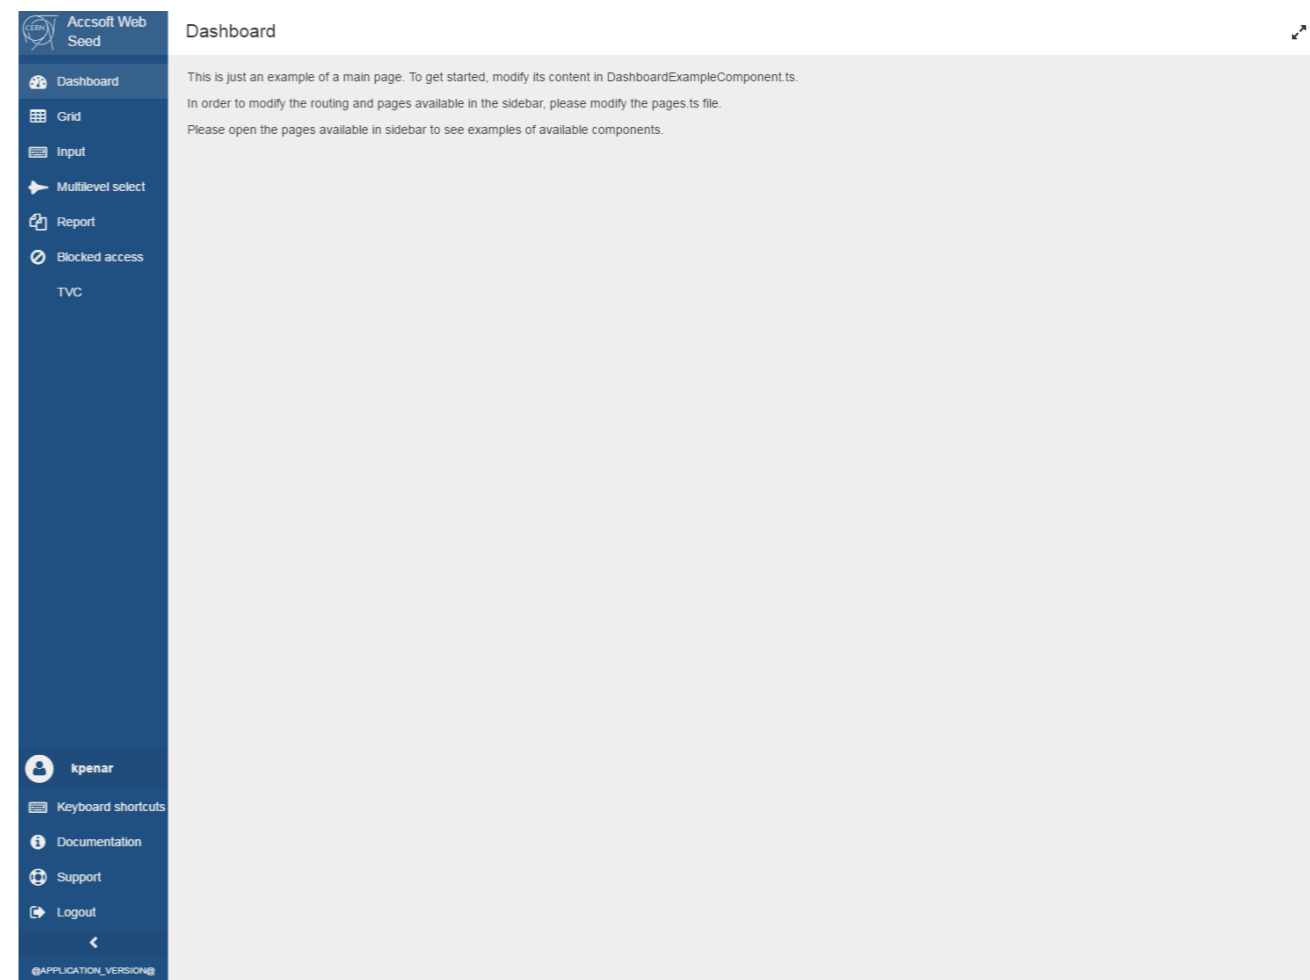 CERN
Accsoft Web
Seed
Dashboard
Dashboard
Grid
Input
Multilevel select
Report
Blocked access
TVC
This is just an example of a main page. To get started, modify its content in DashboardExampleComponent.ts.
In order to modify the routing and pages available in the sidebar, please modify the pages.ts file.
Please open the pages available in sidebar to see examples of available components.
kpenar
Keyboard shortcuts
Documentation
Support
Logout
@APPLICATION_VERSION@